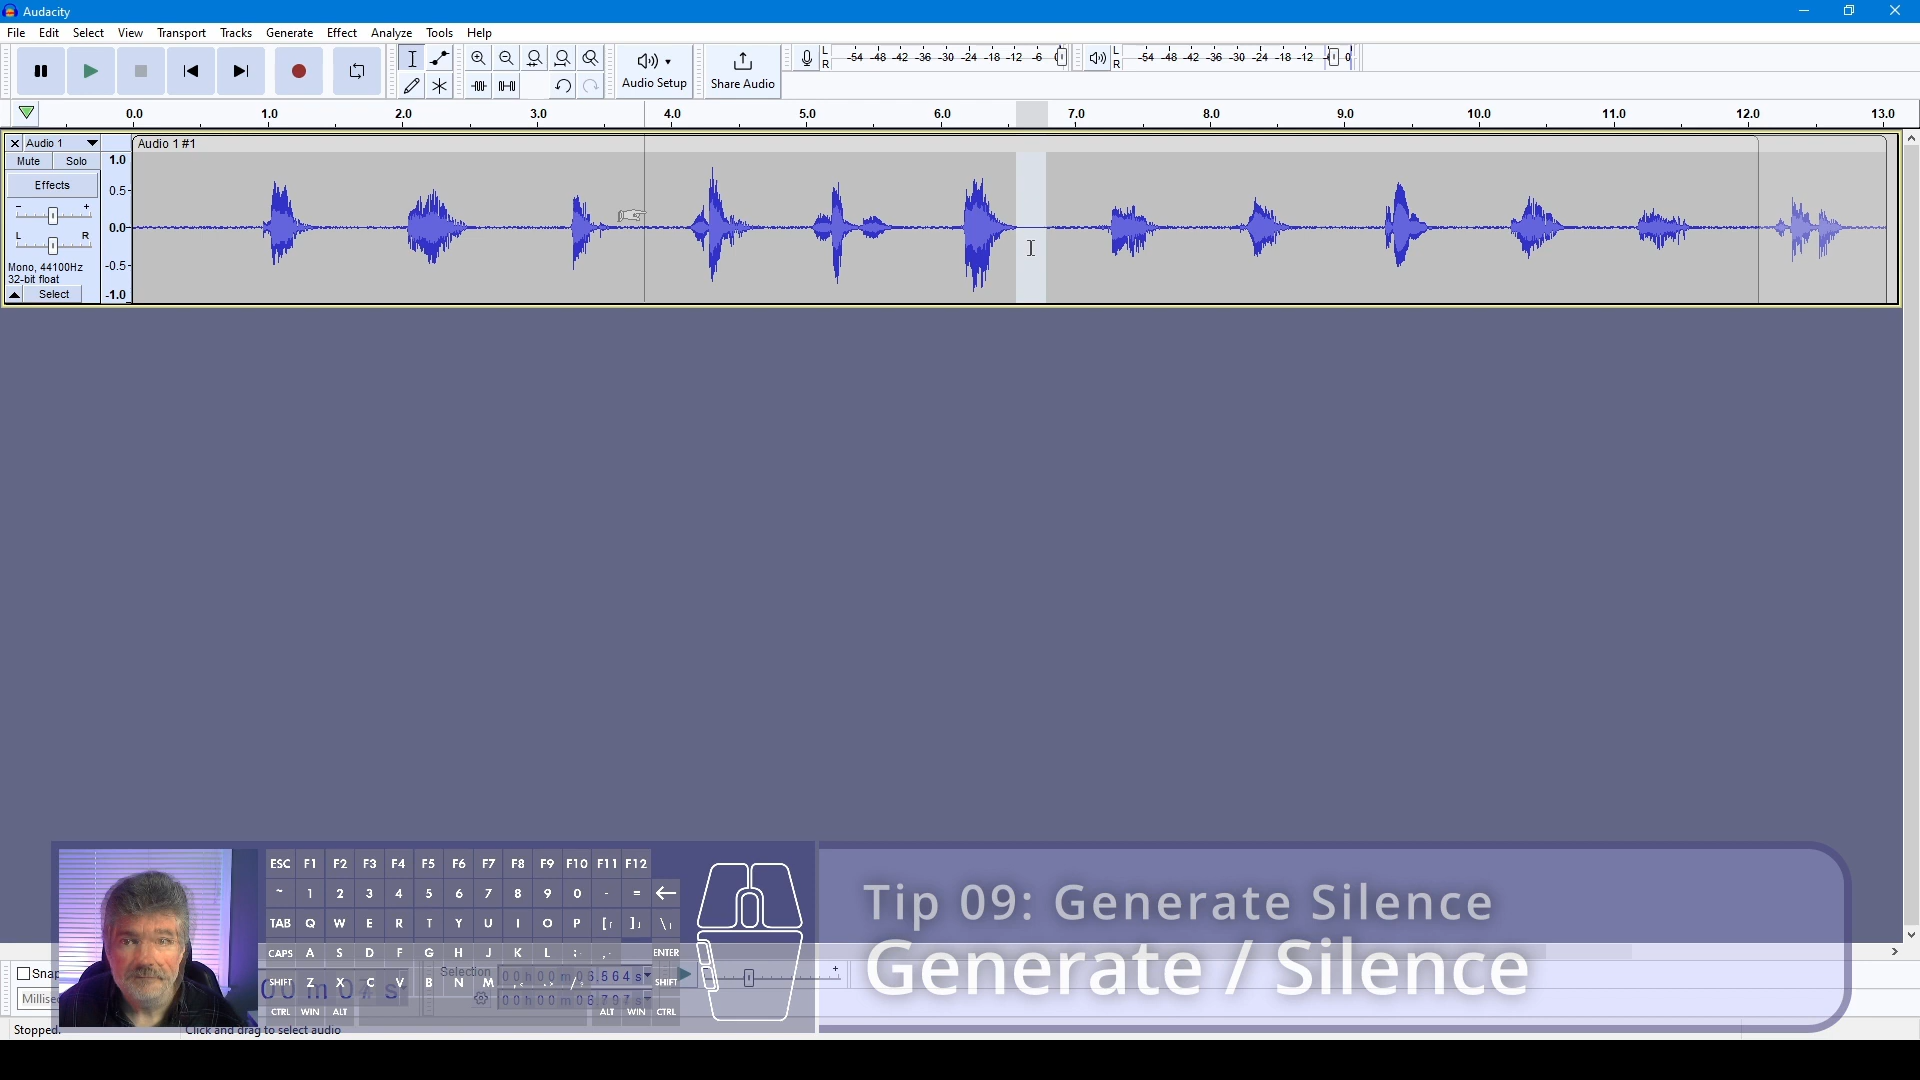 Audacity
File Edit Select View Transport Tracks Generate Effect Analyze Tools Help
Audio Setup
Share Audio
L R -54 -48 -42 -36 -30 -24 -18 -12 -6 0
L R -54 -48 -42 -36 -30 -24 -18 -12 -6 0
0.0 1.0 2.0 3.0 4.0 5.0 6.0 7.0 8.0 9.0 10.0 11.0 12.0 13.0
Audio 1
Audio 1 #1
Mute Solo
Effects
- +
L R
Mono, 44100Hz
32-bit float
Select
1.0
0.5
0.0
-0.5
-1.0
ESC F1 F2 F3 F4 F5 F6 F7 F8 F9 F10 F11 F12
~ 1 2 3 4 5 6 7 8 9 0 - =
TAB Q W E R T Y U I O P [ ] \
CAPS A S D F G H J K L ; ENTER
SHIFT Z X C V B N M , . / SHIFT
CTRL WIN ALT ALT WIN CTRL
Tip 09: Generate Silence
Generate / Silence
Snap
Millisec
Selection
00h00m06.564s
00h00m06.797s
Stopped.
Click and drag to select audio